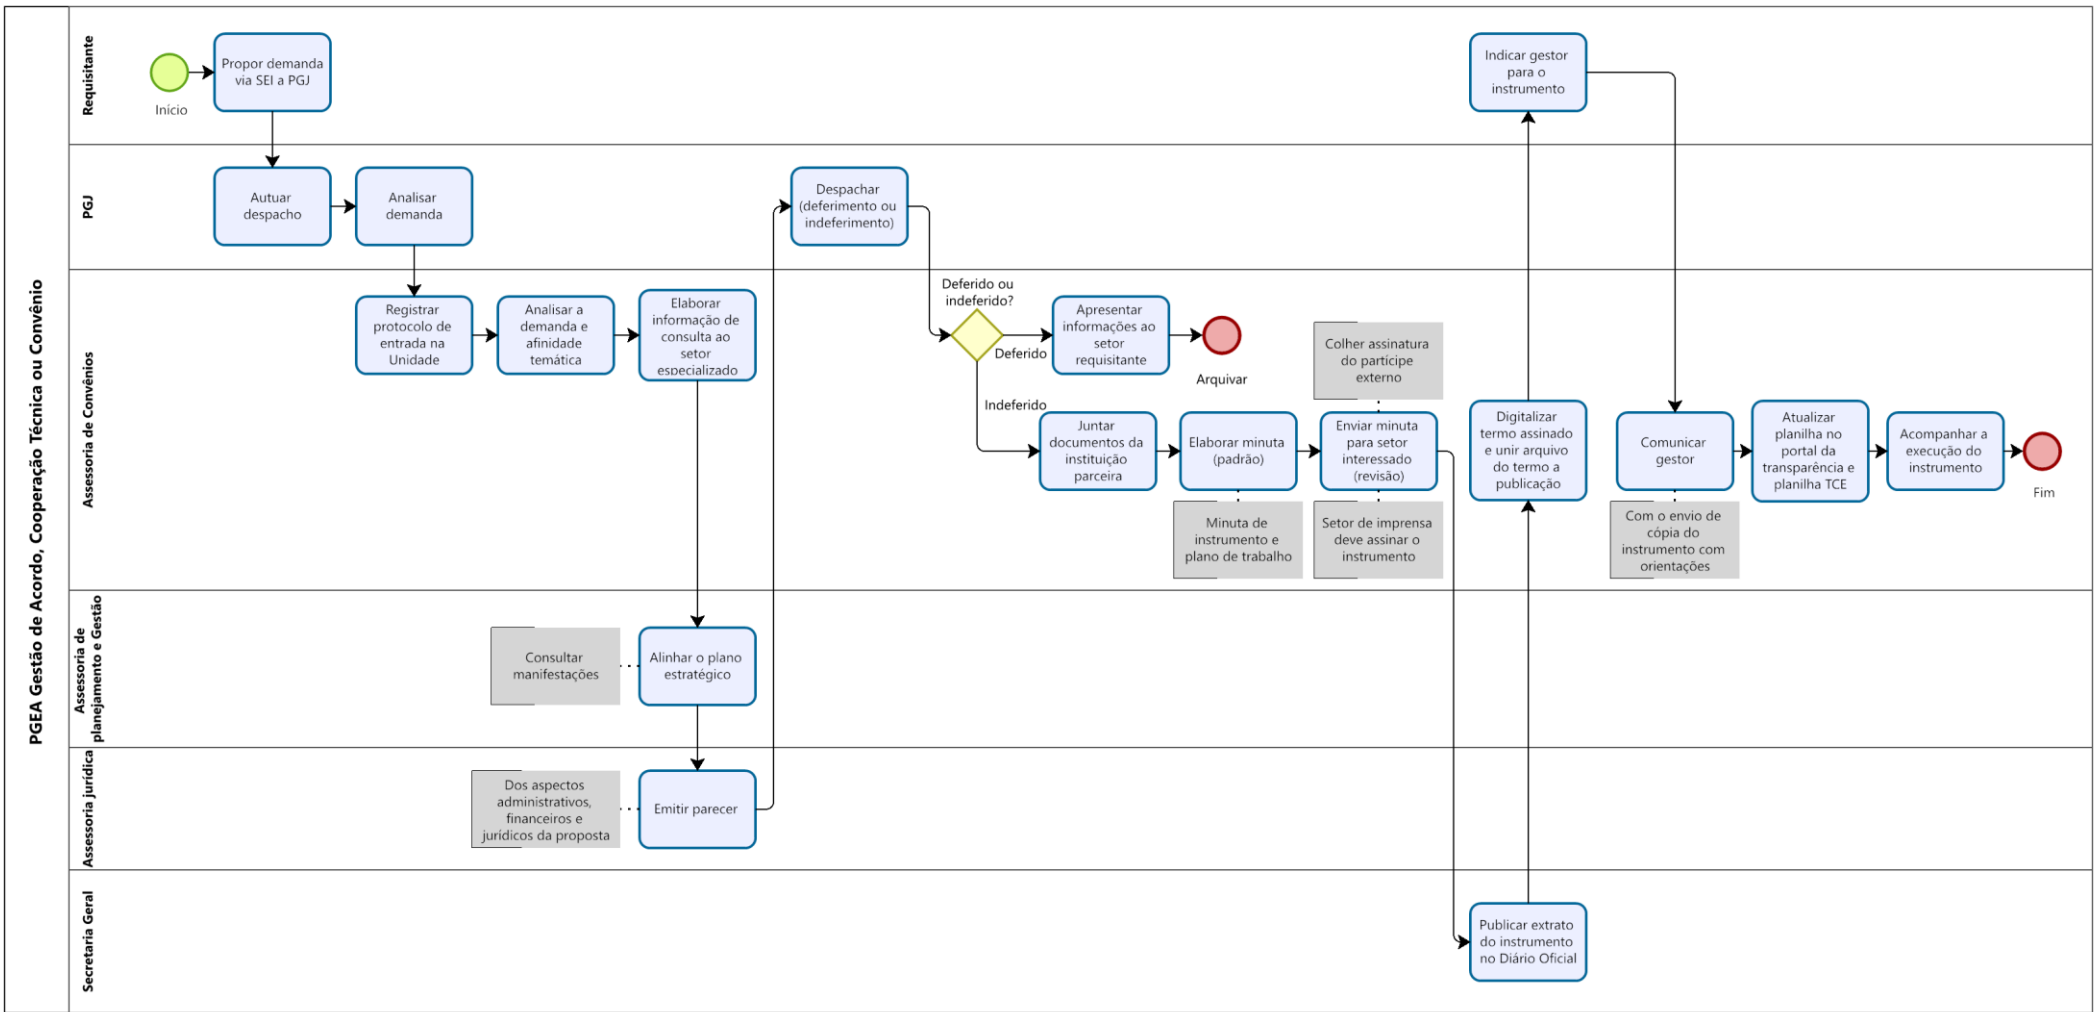 PGEA Gestão de Acordo, Cooperação Técnica ou Convênio
Requisitante
Início
Propor demanda
via SEI a PGJ
Indicar gestor
para o
instrumento
PGJ
Autuar
despacho
Analisar
demanda
Despachar
(deferimento ou
indeferimento)
Assessoria de Convênios
Registrar
protocolo de
entrada na
Unidade
Analisar a
demanda e
afinidade
temática
Elaborar
informação de
consulta ao
setor
especializado
Deferido ou
indeferido?
Deferido
Apresentar
informações ao
setor
requisitante
Arquivar
Indeferido
Juntar
documentos da
instituição
parceira
Elaborar minuta
(padrão)
Minuta de
instrumento e
plano de trabalho
Colher assinatura
do partícipe
externo
Enviar minuta
para setor
interessado
(revisão)
Setor de imprensa
deve assinar o
instrumento
Digitalizar
termo assinado
e unir arquivo
do termo a
publicação
Comunicar
gestor
Com o envio de
cópia do
instrumento com
orientações
Atualizar
planilha no
portal da
transparência e
planilha TCE
Acompanhar a
execução do
instrumento
Fim
Assessoria de
planejamento e Gestão
Consultar
manifestações
Alinhar o plano
estratégico
Assessoria jurídica
Dos aspectos
administrativos,
financeiros e
jurídicos da proposta
Emitir parecer
Secretaria Geral
Publicar extrato
do instrumento
no Diário Oficial